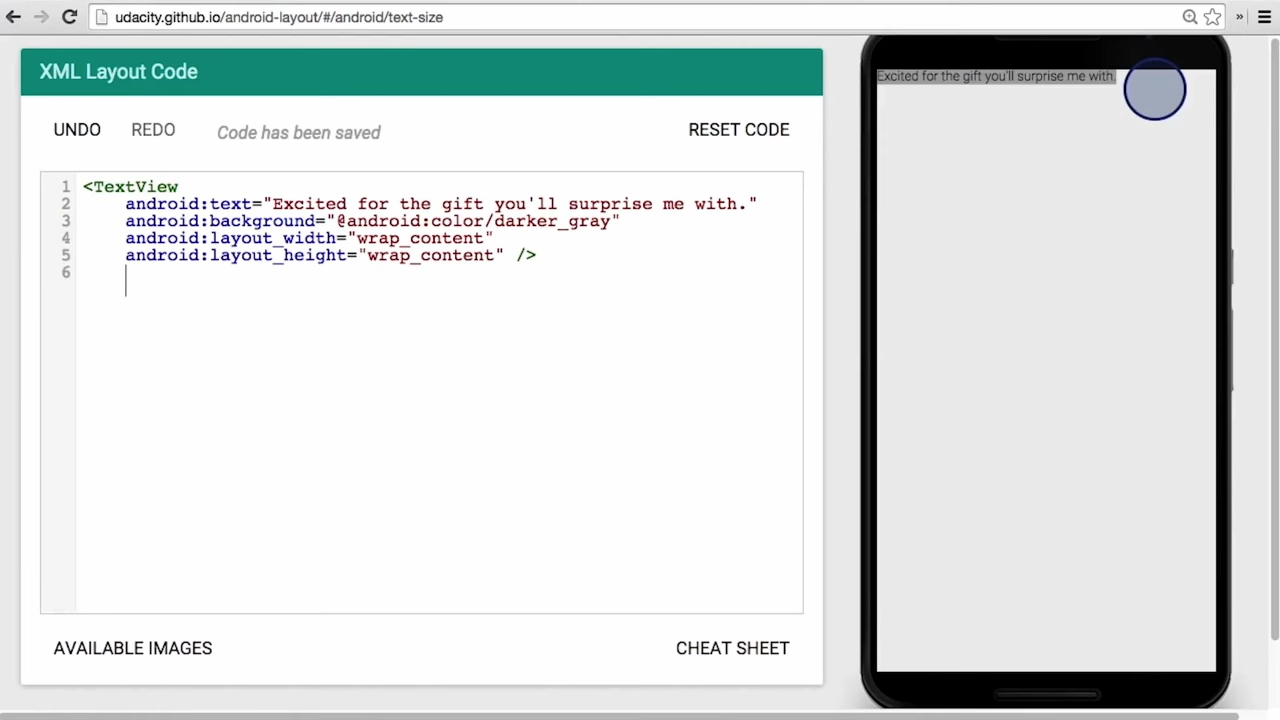 udacity.github.io/android-layout/#/android/text-size
»
XML Layout Code
UNDO REDO Code has been saved RESET CODE
1 <TextView
2 android:text="Excited for the gift you'll surprise me with."
3 android:background="@android:color/darker_gray"
4 android:layout_width="wrap_content"
5 android:layout_height="wrap_content" />
6
AVAILABLE IMAGES CHEAT SHEET
Excited for the gift you'll surprise me with.